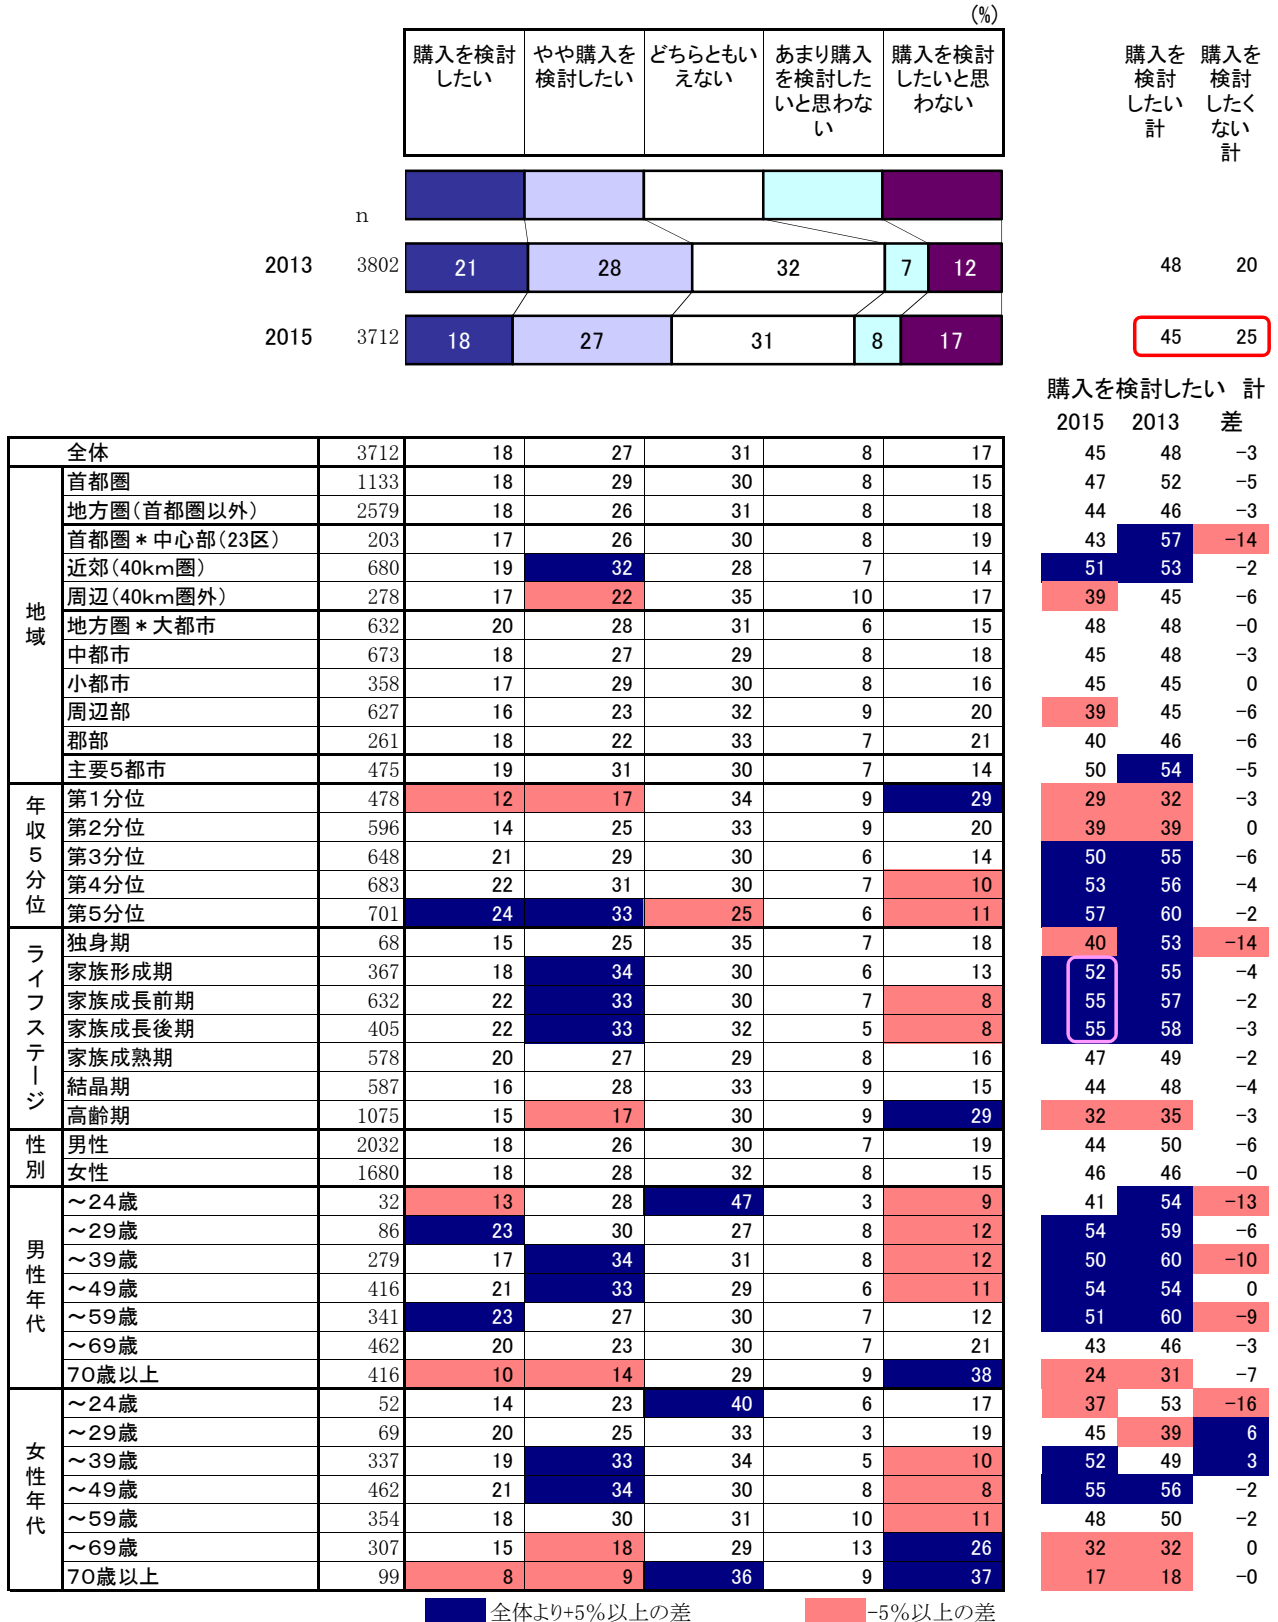 (%)
購入を検討したい やや購入を検討したい どちらともいえない あまり購入を検討したいと思わない 購入を検討したいと思わない 購入を検討したい計 購入を検討したくない計
n
2013 3802 21 28 32 7 12 48 20
2015 3712 18 27 31 8 17 45 25
購入を検討したい 計
2015 2013 差
全体 3712 18 27 31 8 17 45 48 -3
地域
首都圏 1133 18 29 30 8 15 47 52 -5
地方圏(首都圏以外) 2579 18 26 31 8 18 44 46 -3
首都圏*中心部(23区) 203 17 26 30 8 19 43 57 -14
近郊(40km圏) 680 19 32 28 7 14 51 53 -2
周辺(40km圏外) 278 17 22 35 10 17 39 45 -6
地方圏*大都市 632 20 28 31 6 15 48 48 -0
中都市 673 18 27 29 8 18 45 48 -3
小都市 358 17 29 30 8 16 45 45 0
周辺部 627 16 23 32 9 20 39 45 -6
郡部 261 18 22 33 7 21 40 46 -6
主要5都市 475 19 31 30 7 14 50 54 -5
年収5分位
第1分位 478 12 17 34 9 29 29 32 -3
第2分位 596 14 25 33 9 20 39 39 0
第3分位 648 21 29 30 6 14 50 55 -6
第4分位 683 22 31 30 7 10 53 56 -4
第5分位 701 24 33 25 6 11 57 60 -2
ライフステージ
独身期 68 15 25 35 7 18 40 53 -14
家族形成期 367 18 34 30 6 13 52 55 -4
家族成長前期 632 22 33 30 7 8 55 57 -2
家族成長後期 405 22 33 32 5 8 55 58 -3
家族成熟期 578 20 27 29 8 16 47 49 -2
結晶期 587 16 28 33 9 15 44 48 -4
高齢期 1075 15 17 30 9 29 32 35 -3
性別
男性 2032 18 26 30 7 19 44 50 -6
女性 1680 18 28 32 8 15 46 46 -0
男性年代
～24歳 32 13 28 47 3 9 41 54 -13
～29歳 86 23 30 27 8 12 54 59 -6
～39歳 279 17 34 31 8 12 50 60 -10
～49歳 416 21 33 29 6 11 54 54 0
～59歳 341 23 27 30 7 12 51 60 -9
～69歳 462 20 23 30 7 21 43 46 -3
70歳以上 416 10 14 29 9 38 24 31 -7
女性年代
～24歳 52 14 23 40 6 17 37 53 -16
～29歳 69 20 25 33 3 19 45 39 6
～39歳 337 19 33 34 5 10 52 49 3
～49歳 462 21 34 30 8 8 55 56 -2
～59歳 354 18 30 31 10 11 48 50 -2
～69歳 307 15 18 29 13 26 32 32 0
70歳以上 99 8 9 36 9 37 17 18 -0
全体より+5%以上の差 -5%以上の差